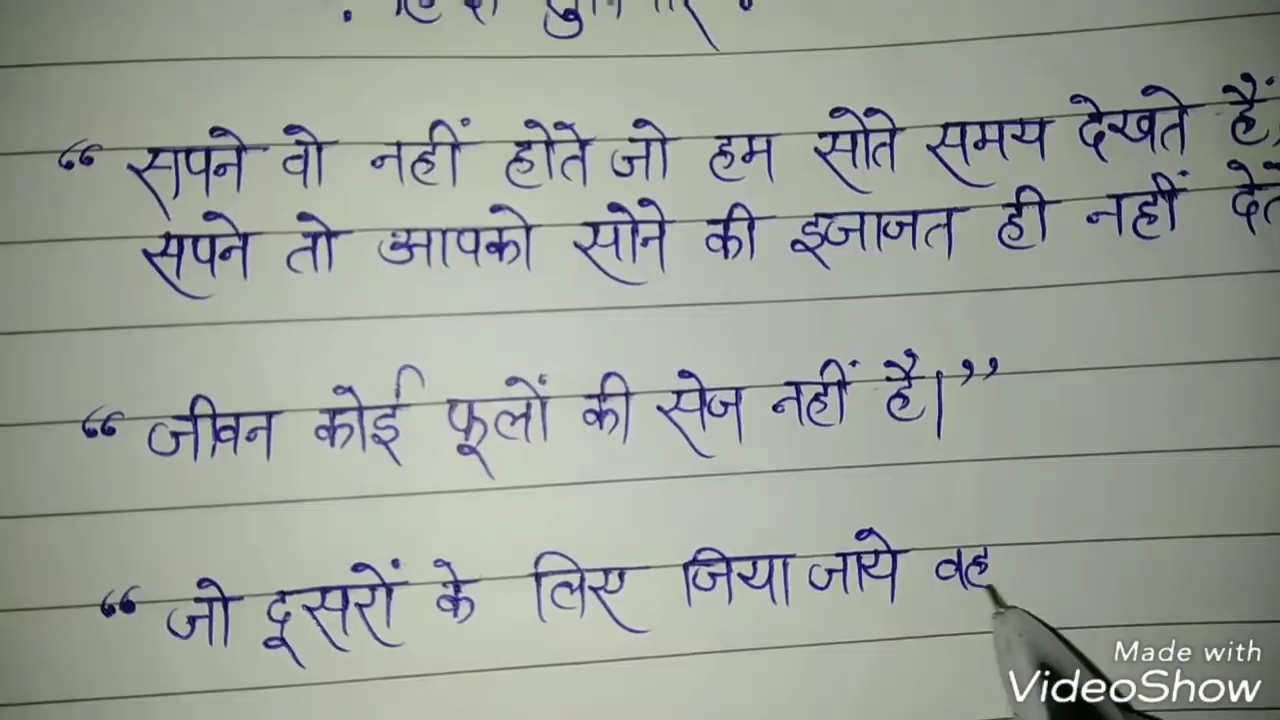 “ सपने वो नहीं होते जो हम सोते समय देखते हैं,
सपने तो आपको सोने की इजाजत ही नहीं देते
“ जीवन कोई फूलों की सेज नहीं है।”
“ जो दूसरों के लिए जिया जाये वह
Made with
VideoShow